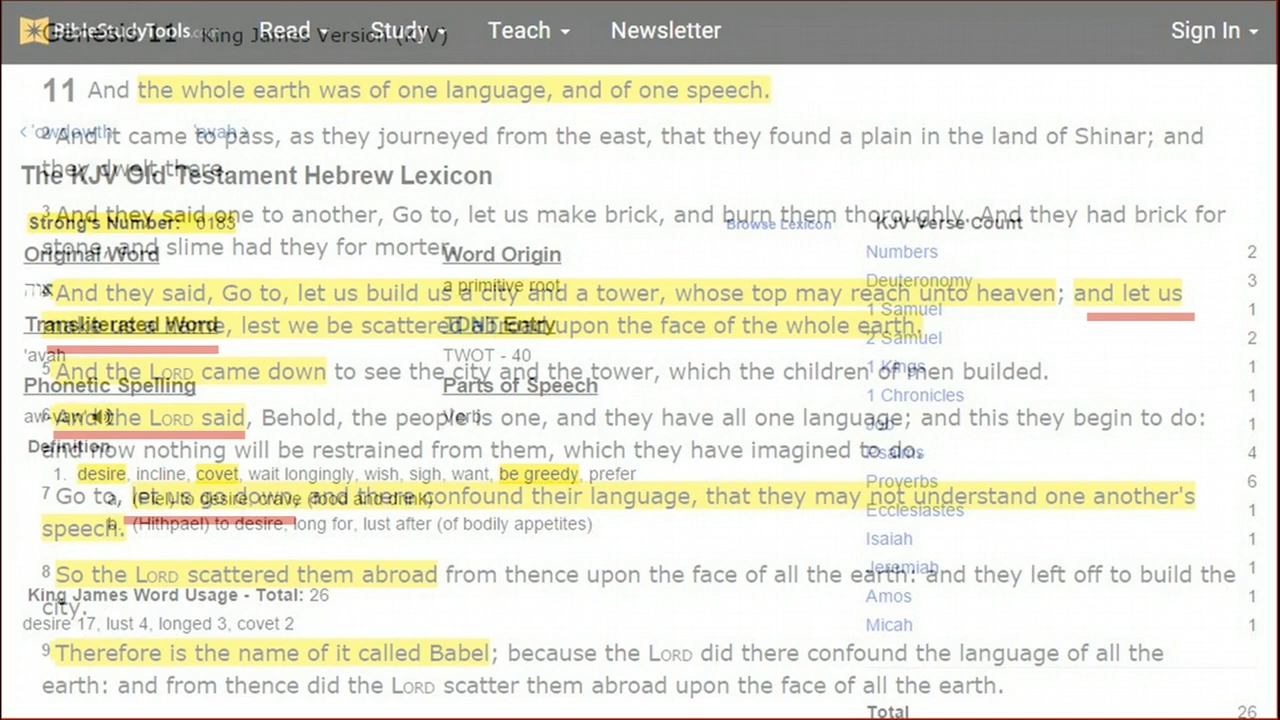 BibleStudyTools.com Read Study Teach Newsletter Sign In
Genesis 11 King James Version (KJV)
11 And the whole earth was of one language, and of one speech.
‹ 'owdowth 'avah ›
2 And it came to pass, as they journeyed from the east, that they found a plain in the land of Shinar; and
they dwelt there.
The KJV Old Testament Hebrew Lexicon
3 And they said one to another, Go to, let us make brick, and burn them thoroughly. And they had brick for
Strong's Number: 0183 Browse Lexicon KJV Verse Count
stone, and slime had they for morter.
Original Word Word Origin Numbers 2
a primitive root Deuteronomy 3
4 And they said, Go to, let us build us a city and a tower, whose top may reach unto heaven; and let us
1 Samuel 1
Transliterated Word TDNT Entry
make us a name, lest we be scattered abroad upon the face of the whole earth.
2 Samuel 2
'avah TWOT - 40
1 Kings 1
5 And the LORD came down to see the city and the tower, which the children of men builded.
Phonetic Spelling Parts of Speech 1 Chronicles 1
aw-vaw' Verb
6 And the LORD said, Behold, the people is one, and they have all one language; and this they begin to do:
Job 1
Definition
and now nothing will be restrained from them, which they have imagined to do.
Psalms 4
1. desire, incline, covet, wait longingly, wish, sigh, want, be greedy, prefer
Proverbs 6
7 Go to, let us go down, and there confound their language, that they may not understand one another's
a. (Piel) to desire, crave (food and drink)
Ecclesiastes 1
speech.
b. (Hithpael) to desire, long for, lust after (of bodily appetites)
Isaiah 1
Jeremiah 1
8 So the LORD scattered them abroad from thence upon the face of all the earth: and they left off to build the
King James Word Usage - Total: 26 Amos 1
city.
desire 17, lust 4, longed 3, covet 2 Micah 1
9 Therefore is the name of it called Babel; because the LORD did there confound the language of all the
earth: and from thence did the LORD scatter them abroad upon the face of all the earth.
Total 26